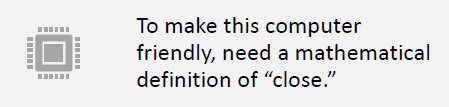 To make this computer
friendly, need a mathematical
definition of “close.”